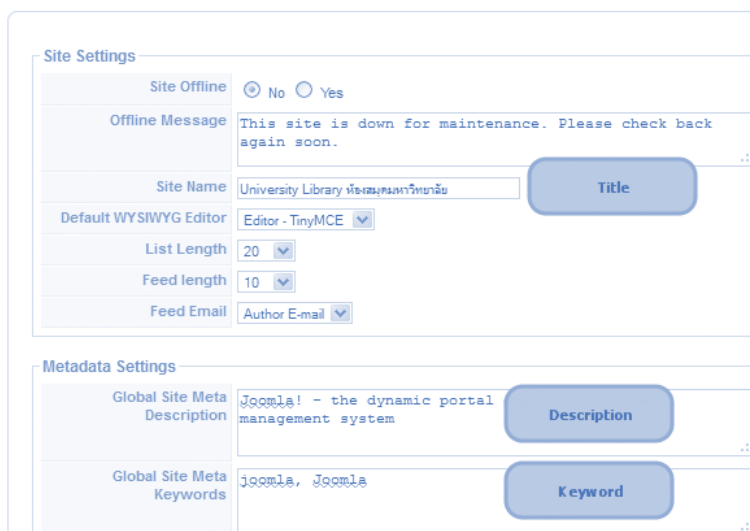 Site Settings
Site Offline No Yes
Offline Message This site is down for maintenance. Please check back
again soon.
Site Name University Library ห้องสมุดมหาวิทยาลัย Title
Default WYSIWYG Editor Editor - TinyMCE
List Length 20
Feed length 10
Feed Email Author E-mail
Metadata Settings
Global Site Meta Joomla! - the dynamic portal
Description management system Description
Global Site Meta joomla, Joomla
Keywords Keyword